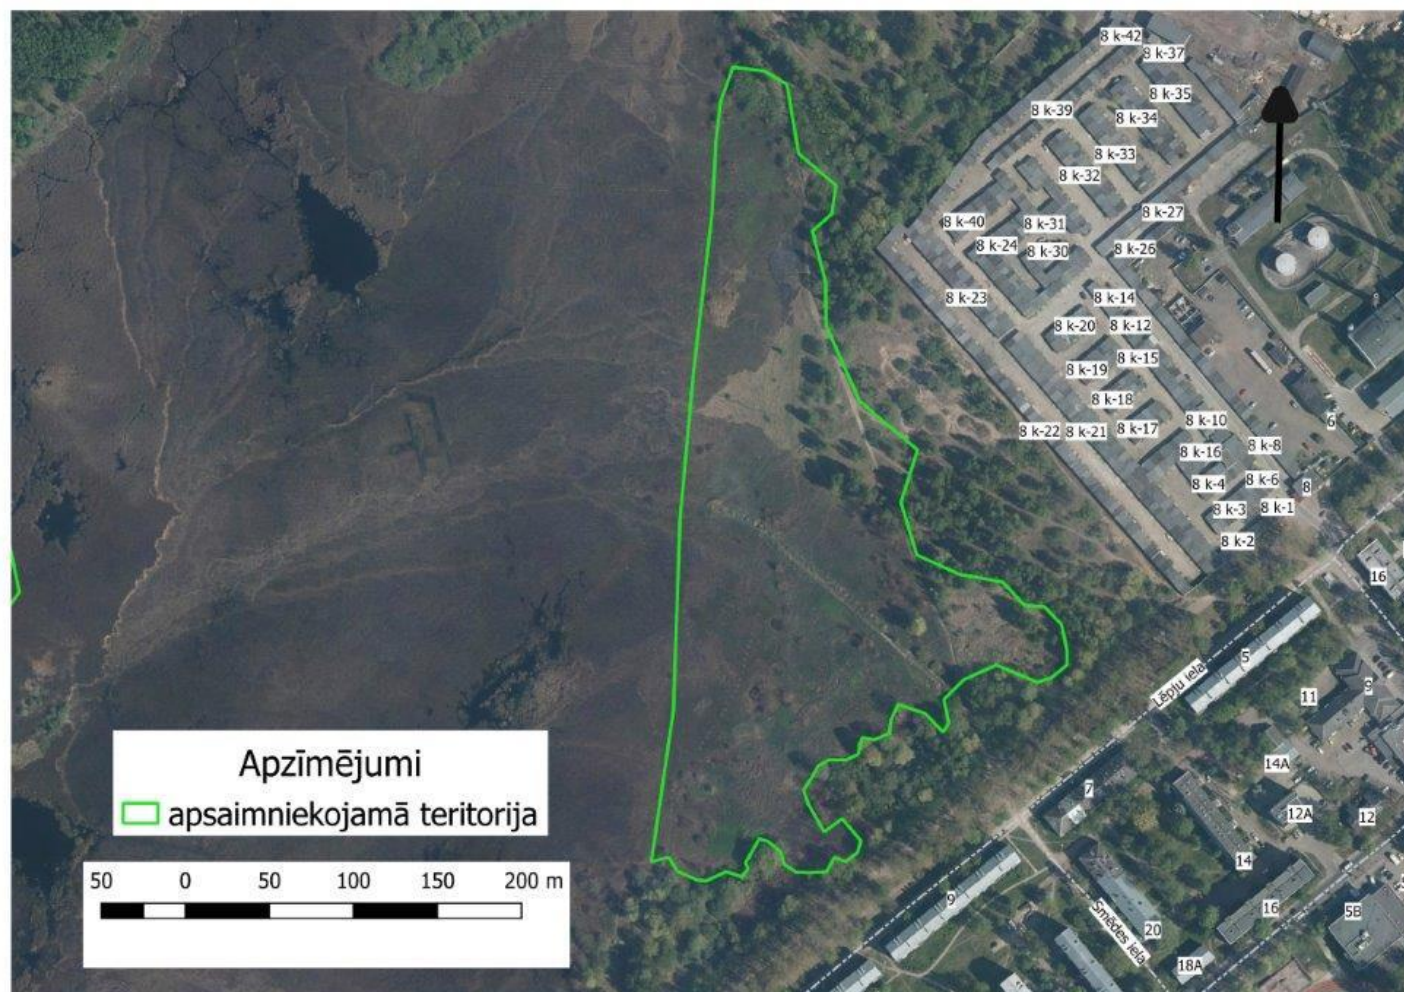 8 k-42
8 k-37
8 k-35
8 k-39
8 k-34
8 k-33
8 k-32
8 k-27
8 k-40
8 k-31
8 k-24
8 k-30
8 k-26
8 k-23
8 k-14
8 k-20
8 k-12
8 k-15
8 k-19
8 k-18
8 k-10
6
8 k-22
8 k-21
8 k-17
8 k-8
8 k-16
8 k-6
8 k-4
8
8 k-3
8 k-1
8 k-2
16
Lēpju iela
5
11
9
14A
7
12A
12
14
9
16
5B
20
Smēdes iela
18A
Apzīmējumi
apsaimniekojamā teritorija
50 0 50 100 150 200 m